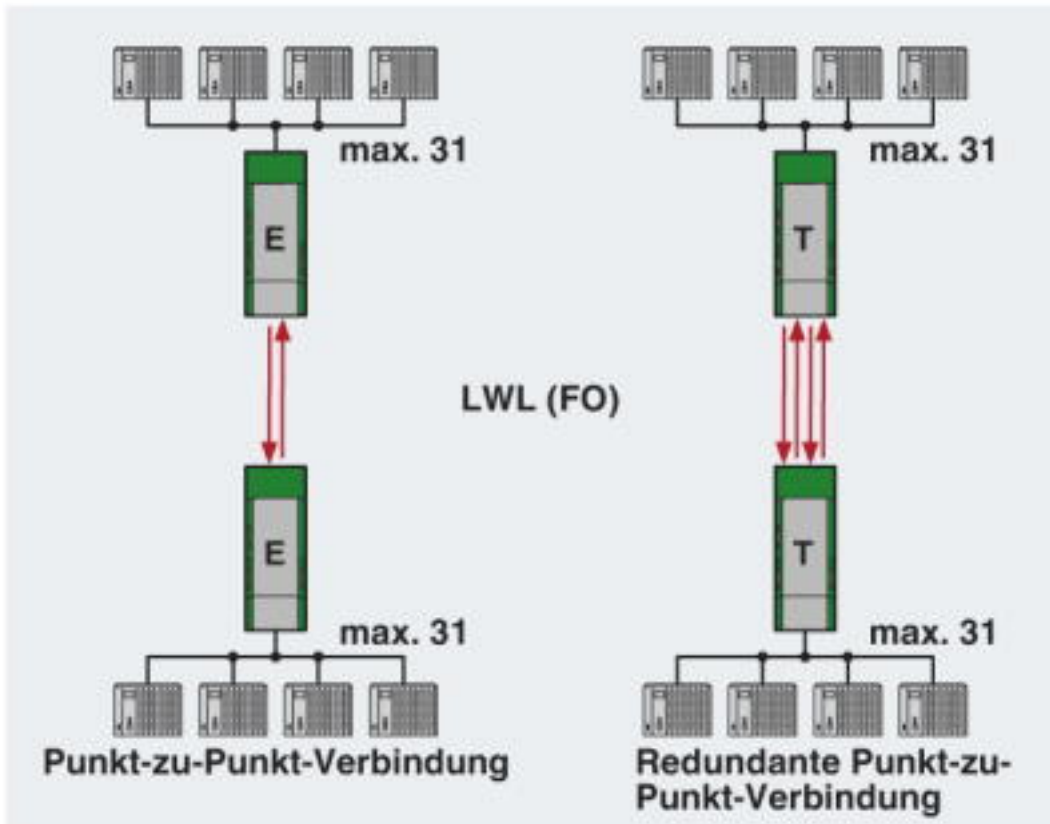 max. 31
max. 31
E
T
LWL (FO)
E
T
max. 31
max. 31
Punkt-zu-Punkt-Verbindung
Redundante Punkt-zu-
Punkt-Verbindung